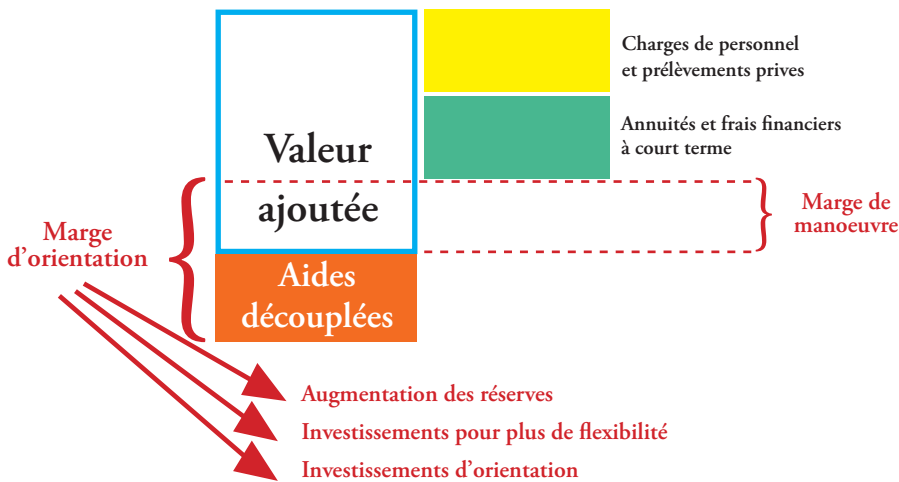 Charges de personnel
et prélèvements prives
Annuités et frais financiers
à court terme
Valeur
ajoutée
Marge de
manoeuvre
Marge
d'orientation
Aides
découplées
Augmentation des réserves
Investissements pour plus de flexibilité
Investissements d'orientation